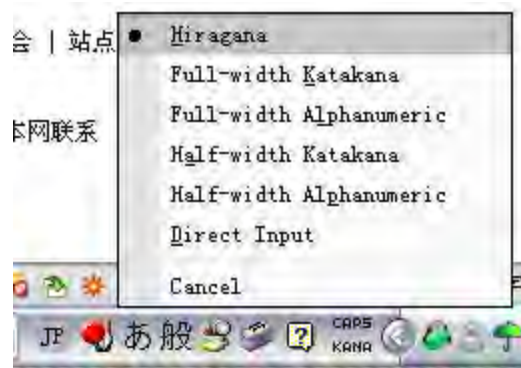 会 | 站点
Hiragana
Full-width Katakana
Full-width Alphanumeric
本网联系
Half-width Katakana
Half-width Alphanumeric
Direct Input
Cancel
JP あ 般 ? CAPS
KANA